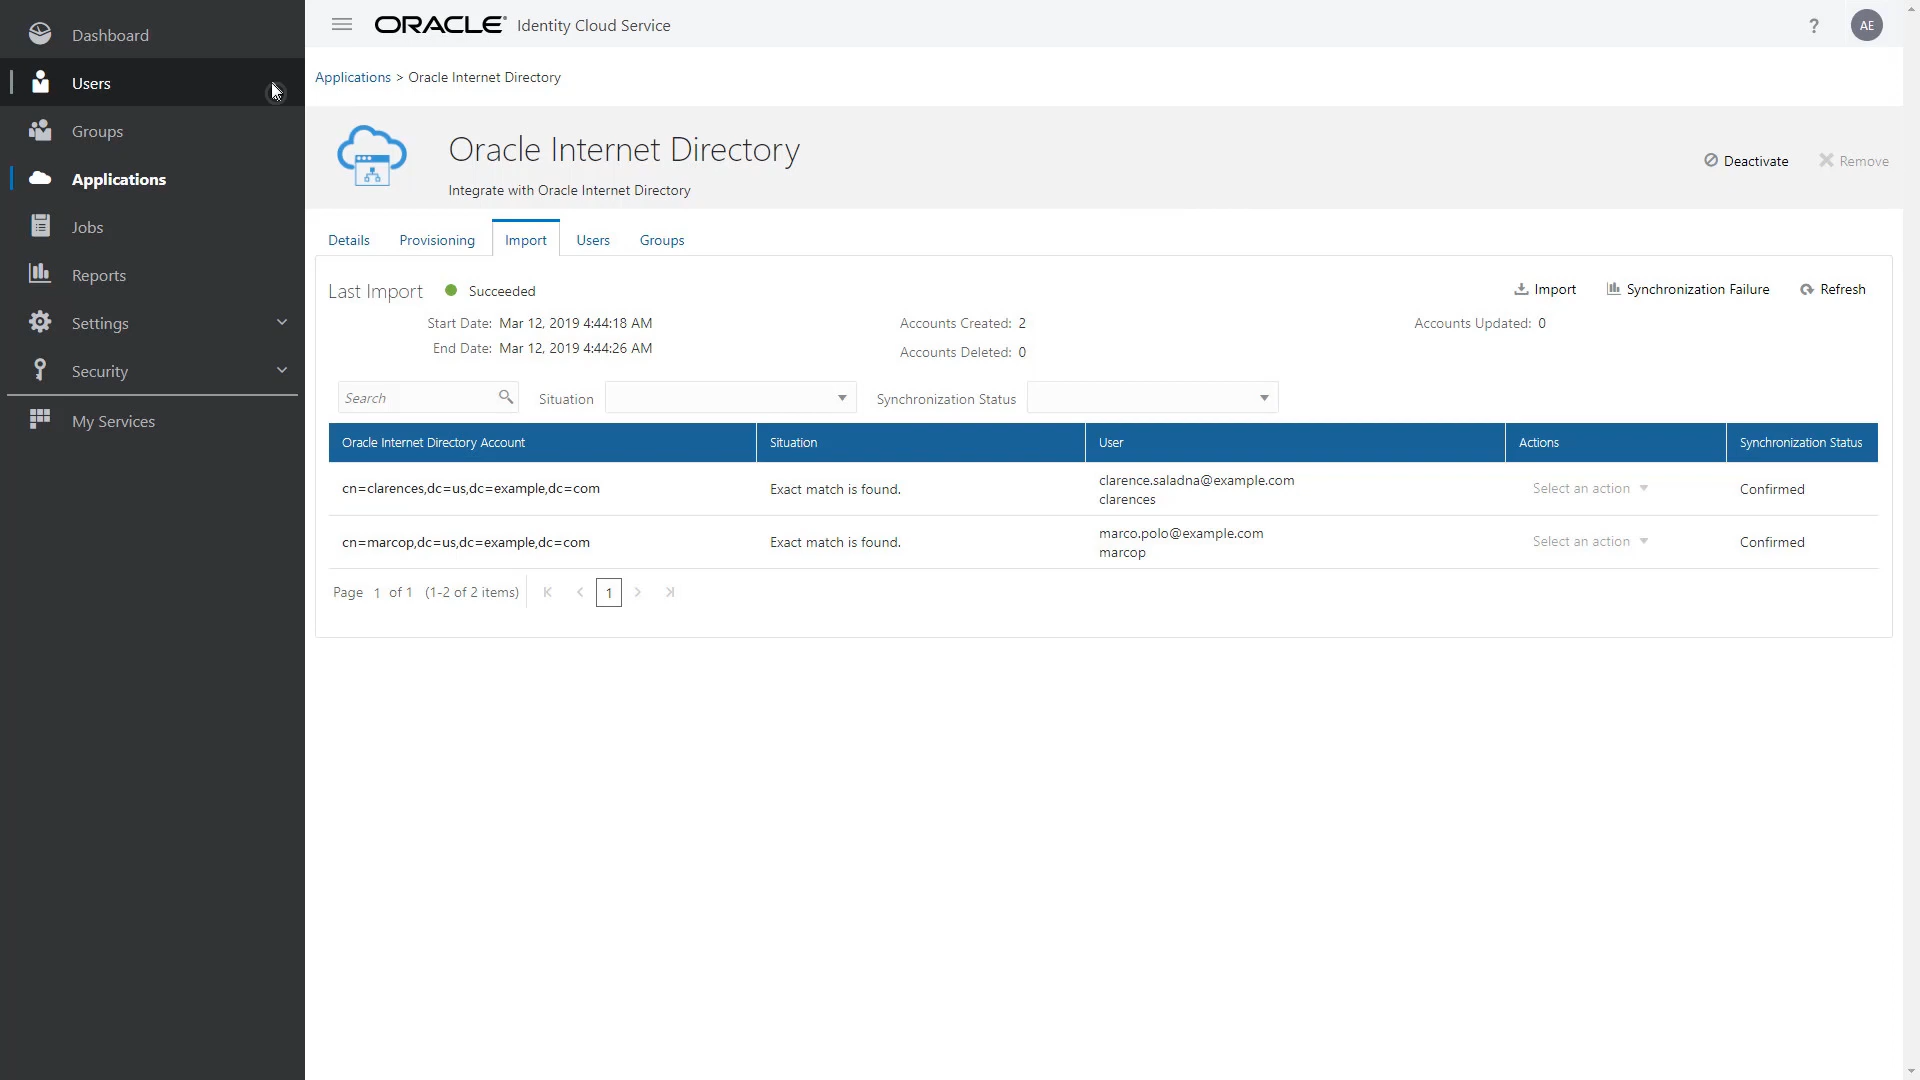 Dashboard
Users
Groups
Applications
Jobs
Reports
Settings
Security
My Services
ORACLE Identity Cloud Service
?
AE
Applications > Oracle Internet Directory
Oracle Internet Directory
Integrate with Oracle Internet Directory
Deactivate
Remove
Details Provisioning Import Users Groups
Last Import Succeeded
Import Synchronization Failure Refresh
Start Date: Mar 12, 2019 4:44:18 AM Accounts Created: 2 Accounts Updated: 0
End Date: Mar 12, 2019 4:44:26 AM Accounts Deleted: 0
Search Situation Synchronization Status
Oracle Internet Directory Account Situation User Actions Synchronization Status
cn=clarences,dc=us,dc=example,dc=com Exact match is found. clarence.saladna@example.com Select an action Confirmed
clarences
cn=marcop,dc=us,dc=example,dc=com Exact match is found. marco.polo@example.com Select an action Confirmed
marcop
Page 1 of 1 (1-2 of 2 items) 1